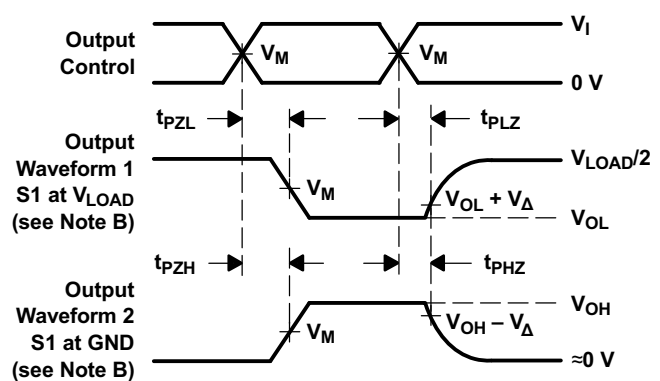 Output
Control
V_M
V_M
V_I
0 V
t_PZL
t_PLZ
Output
Waveform 1
S1 at V_LOAD
(see Note B)
V_M
V_LOAD/2
V_OL + V_Δ
V_OL
t_PZH
t_PHZ
Output
Waveform 2
S1 at GND
(see Note B)
V_M
V_OH
V_OH – V_Δ
≈0 V